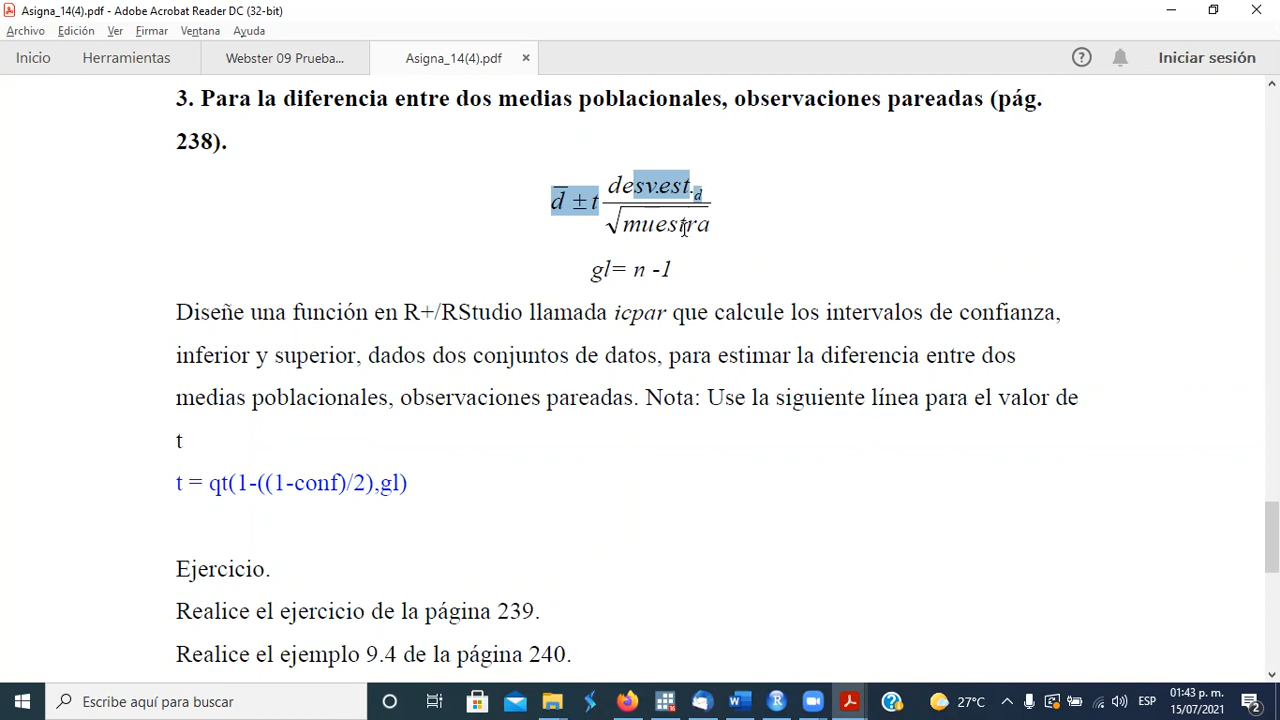 Asigna_14(4).pdf - Adobe Acrobat Reader DC (32-bit)
Archivo Edición Ver Firmar Ventana Ayuda
Inicio Herramientas Webster 09 Prueba... Asigna_14(4).pdf × Iniciar sesión
3. Para la diferencia entre dos medias poblacionales, observaciones pareadas (pág.
238).
d̅ ± t desv.est.d
√muestra
gl= n -1
Diseñe una función en R+/RStudio llamada icpar que calcule los intervalos de confianza,
inferior y superior, dados dos conjuntos de datos, para estimar la diferencia entre dos
medias poblacionales, observaciones pareadas. Nota: Use la siguiente línea para el valor de
t
t = qt(1-((1-conf)/2),gl)
Ejercicio.
Realice el ejercicio de la página 239.
Realice el ejemplo 9.4 de la página 240.
Escribe aquí para buscar 27°C ESP 01:43 p. m.
15/07/2021 2